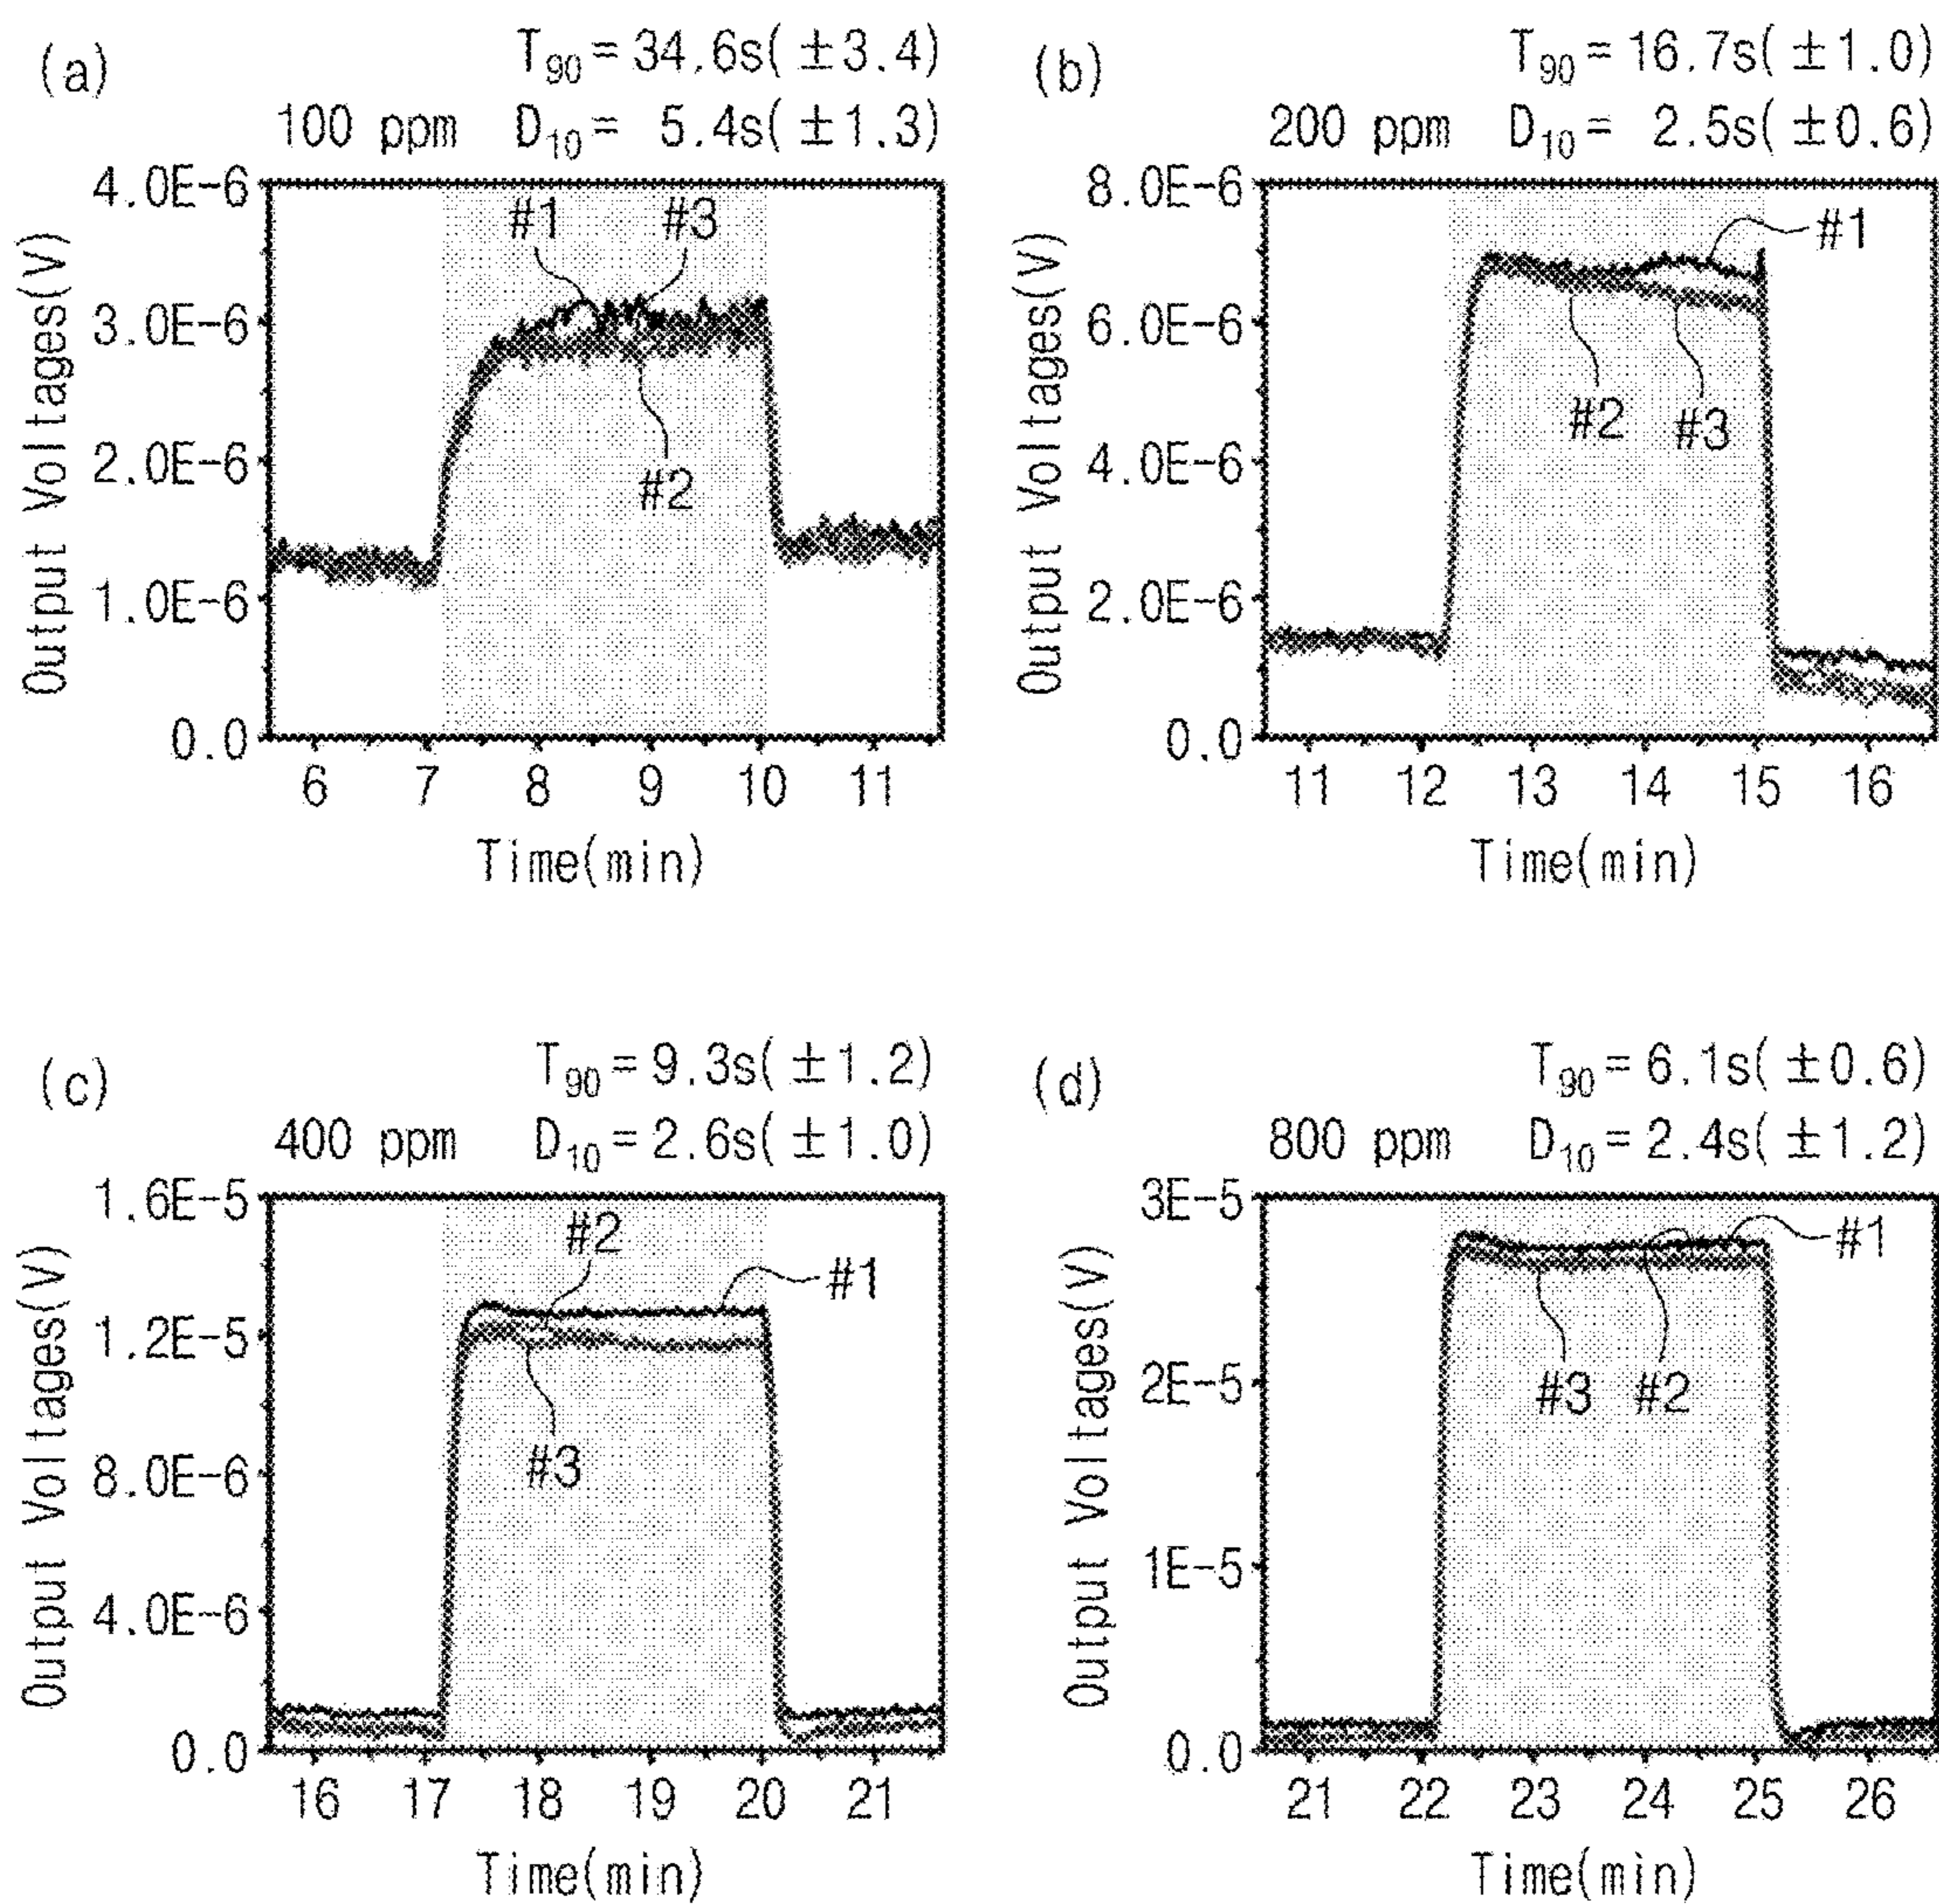 (a)
T90 = 34.6s( ±3.4)
100 ppm D10 = 5.4s( ±1.3)
4.0E-6
3.0E-6
2.0E-6
1.0E-6
0.0
Output Voltages(V)
#1
#3
#2
6 7 8 9 10 11
Time(min)
(b)
T90 = 16.7s( ±1.0)
200 ppm D10 = 2.5s( ±0.6)
8.0E-6
6.0E-6
4.0E-6
2.0E-6
0.0
Output Voltages(V)
#1
#2
#3
11 12 13 14 15 16
Time(min)
(c)
T90 = 9.3s( ±1.2)
400 ppm D10 = 2.6s( ±1.0)
1.6E-5
1.2E-5
8.0E-6
4.0E-6
0.0
Output Voltages(V)
#2
#1
#3
16 17 18 19 20 21
Time(min)
(d)
T90 = 6.1s( ±0.6)
800 ppm D10 = 2.4s( ±1.2)
3E-5
2E-5
1E-5
0.0
Output Voltages(V)
#1
#3
#2
21 22 23 24 25 26
Time(min)